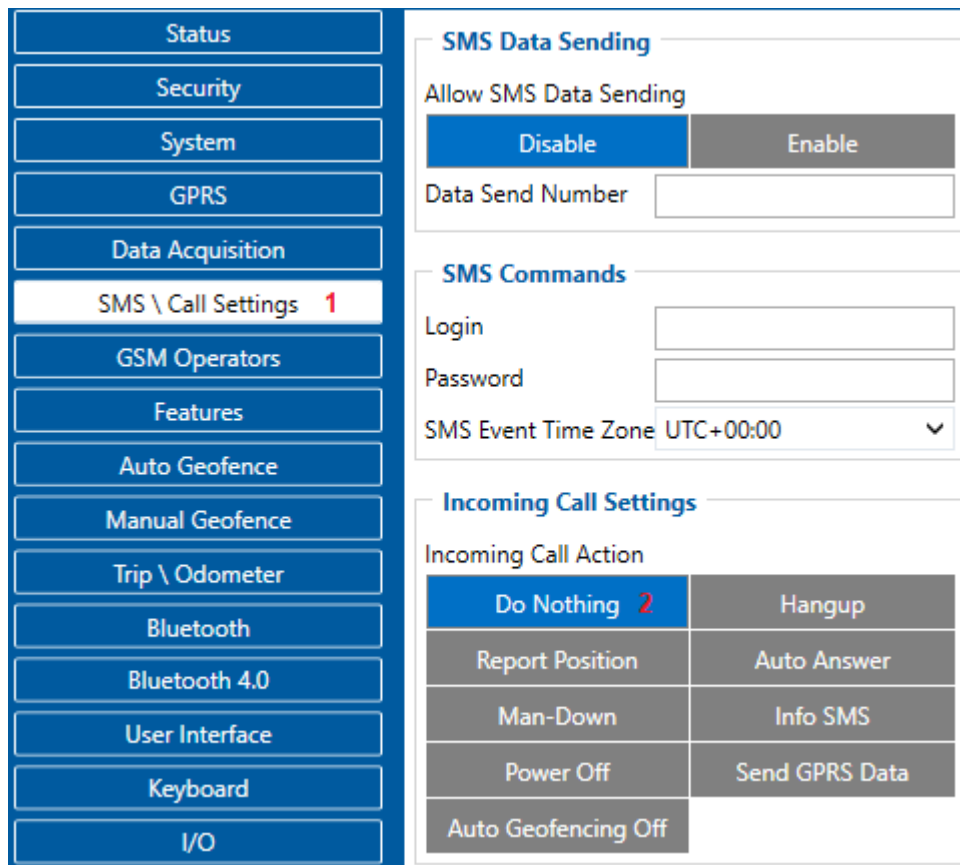 Status
Security
System
GPRS
Data Acquisition
SMS \ Call Settings 1
GSM Operators
Features
Auto Geofence
Manual Geofence
Trip \ Odometer
Bluetooth
Bluetooth 4.0
User Interface
Keyboard
I/O
SMS Data Sending
Allow SMS Data Sending
Disable Enable
Data Send Number
SMS Commands
Login
Password
SMS Event Time Zone UTC+00:00
Incoming Call Settings
Incoming Call Action
Do Nothing 2 Hangup
Report Position Auto Answer
Man-Down Info SMS
Power Off Send GPRS Data
Auto Geofencing Off